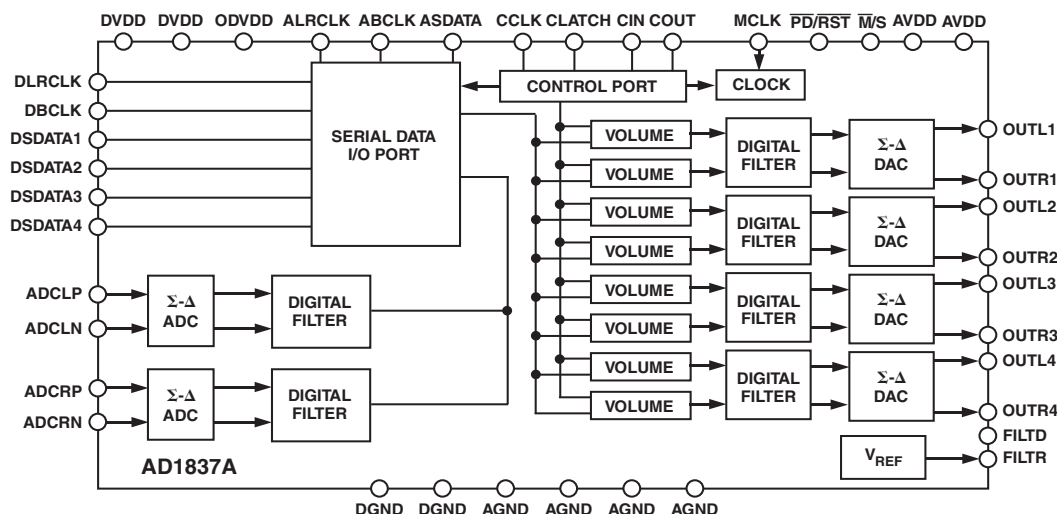 DVDD DVDD ODVDD ALRCLK ABCLK ASDATA CCLK CLATCH CIN COUT MCLK PD/RST M/S AVDD AVDD
DLRCLK
DBCLK
DSDATA1
DSDATA2
DSDATA3
DSDATA4
SERIAL DATA
I/O PORT
CONTROL PORT
CLOCK
VOLUME
VOLUME
DIGITAL
FILTER
Σ-Δ
DAC
OUTL1
OUTR1
VOLUME
VOLUME
DIGITAL
FILTER
Σ-Δ
DAC
OUTL2
OUTR2
VOLUME
VOLUME
DIGITAL
FILTER
Σ-Δ
DAC
OUTL3
OUTR3
VOLUME
VOLUME
DIGITAL
FILTER
Σ-Δ
DAC
OUTL4
OUTR4
ADCLP
ADCLN
Σ-Δ
ADC
DIGITAL
FILTER
ADCRP
ADCRN
Σ-Δ
ADC
DIGITAL
FILTER
FILTD
VREF
FILTR
AD1837A
DGND DGND AGND AGND AGND AGND